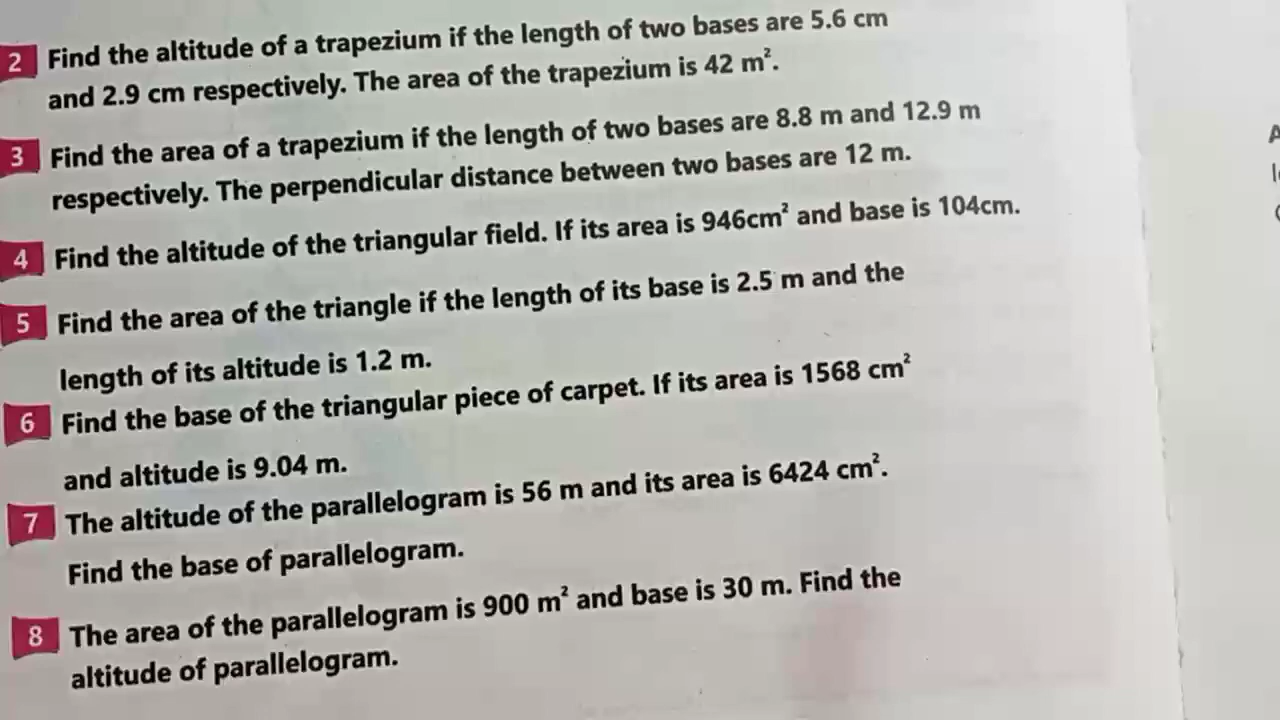 2 Find the altitude of a trapezium if the length of two bases are 5.6 cm
and 2.9 cm respectively. The area of the trapezium is 42 m².
3 Find the area of a trapezium if the length of two bases are 8.8 m and 12.9 m
respectively. The perpendicular distance between two bases are 12 m.
4 Find the altitude of the triangular field. If its area is 946cm² and base is 104cm.
5 Find the area of the triangle if the length of its base is 2.5 m and the
length of its altitude is 1.2 m.
6 Find the base of the triangular piece of carpet. If its area is 1568 cm²
and altitude is 9.04 m.
7 The altitude of the parallelogram is 56 m and its area is 6424 cm².
Find the base of parallelogram.
8 The area of the parallelogram is 900 m² and base is 30 m. Find the
altitude of parallelogram.